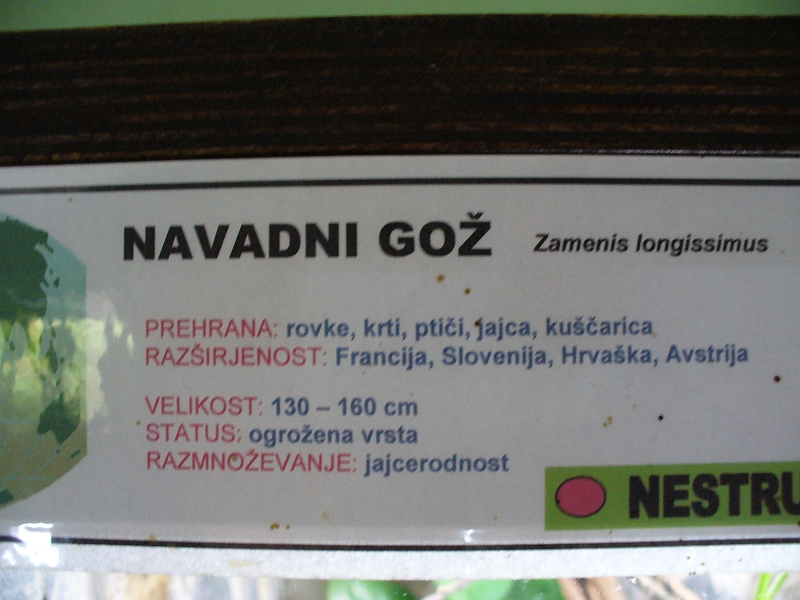 NAVADNI GOŽ Zamenis longissimus
PREHRANA: rovke, krti, ptiči, jajca, kuščarica
RAZŠIRJENOST: Francija, Slovenija, Hrvaška, Avstrija
VELIKOST: 130 – 160 cm
STATUS: ogrožena vrsta
RAZMNOŽEVANJE: jajcerodnost
NESTRU